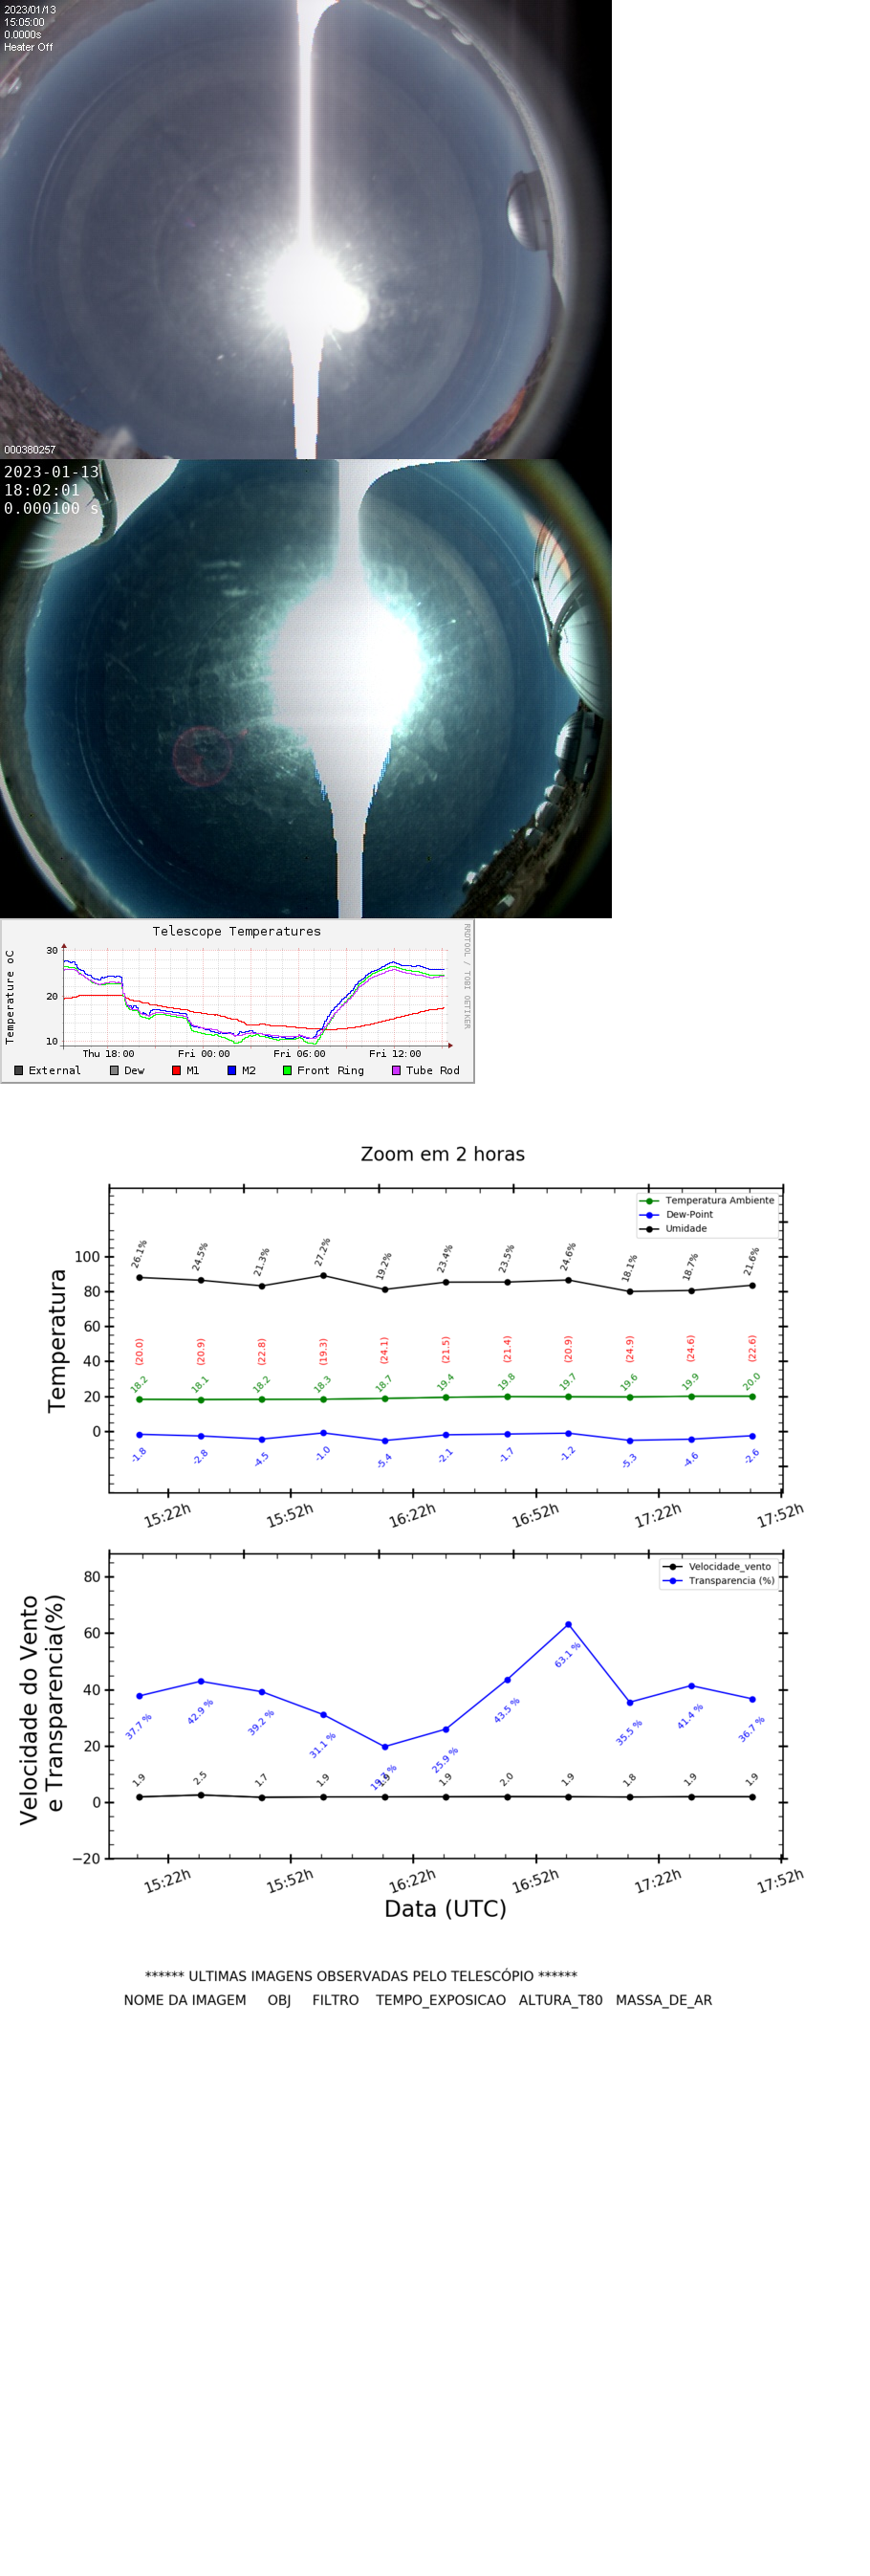 2023/01/13
15:05:00
0.0000s
Heater Off
000380257
2023-01-13
18:02:01
0.000100 s
Telescope Temperatures
RRDTOOL / TOBI OETIKER
Temperature oC
30
20
10
Thu 18:00 Fri 00:00 Fri 06:00 Fri 12:00
External Dew M1 M2 Front Ring Tube Rod
Zoom em 2 horas
Temperatura Ambiente
Dew-Point
Umidade
Temperatura
100
80
60
40
20
0
26.1% 24.5% 21.3% 27.2% 19.2% 23.4% 23.5% 24.6% 18.1% 18.7% 21.6%
(20.0) (20.9) (22.8) (19.3) (24.1) (21.5) (21.4) (20.9) (24.9) (24.6) (22.6)
18.2 18.1 18.2 18.3 18.7 19.4 19.8 19.7 19.6 19.9 20.0
-1.8 -2.8 -4.5 -1.0 -5.4 -2.1 -1.7 -1.2 -5.3 -4.6 -2.6
15:22h 15:52h 16:22h 16:52h 17:22h 17:52h
Velocidade_vento
Transparencia (%)
Velocidade do Vento
e Transparencia(%)
80
60
40
20
0
−20
37.7 % 42.9 % 39.2 % 31.1 % 25.9 % 43.5 % 63.1 % 35.5 % 41.4 % 36.7 %
1.9 2.5 1.7 1.9 1.9 1.9 2.0 1.9 1.8 1.9 1.9
15:22h 15:52h 16:22h 16:52h 17:22h 17:52h
Data (UTC)
****** ULTIMAS IMAGENS OBSERVADAS PELO TELESCÓPIO ******
NOME DA IMAGEM OBJ FILTRO TEMPO_EXPOSICAO ALTURA_T80 MASSA_DE_AR